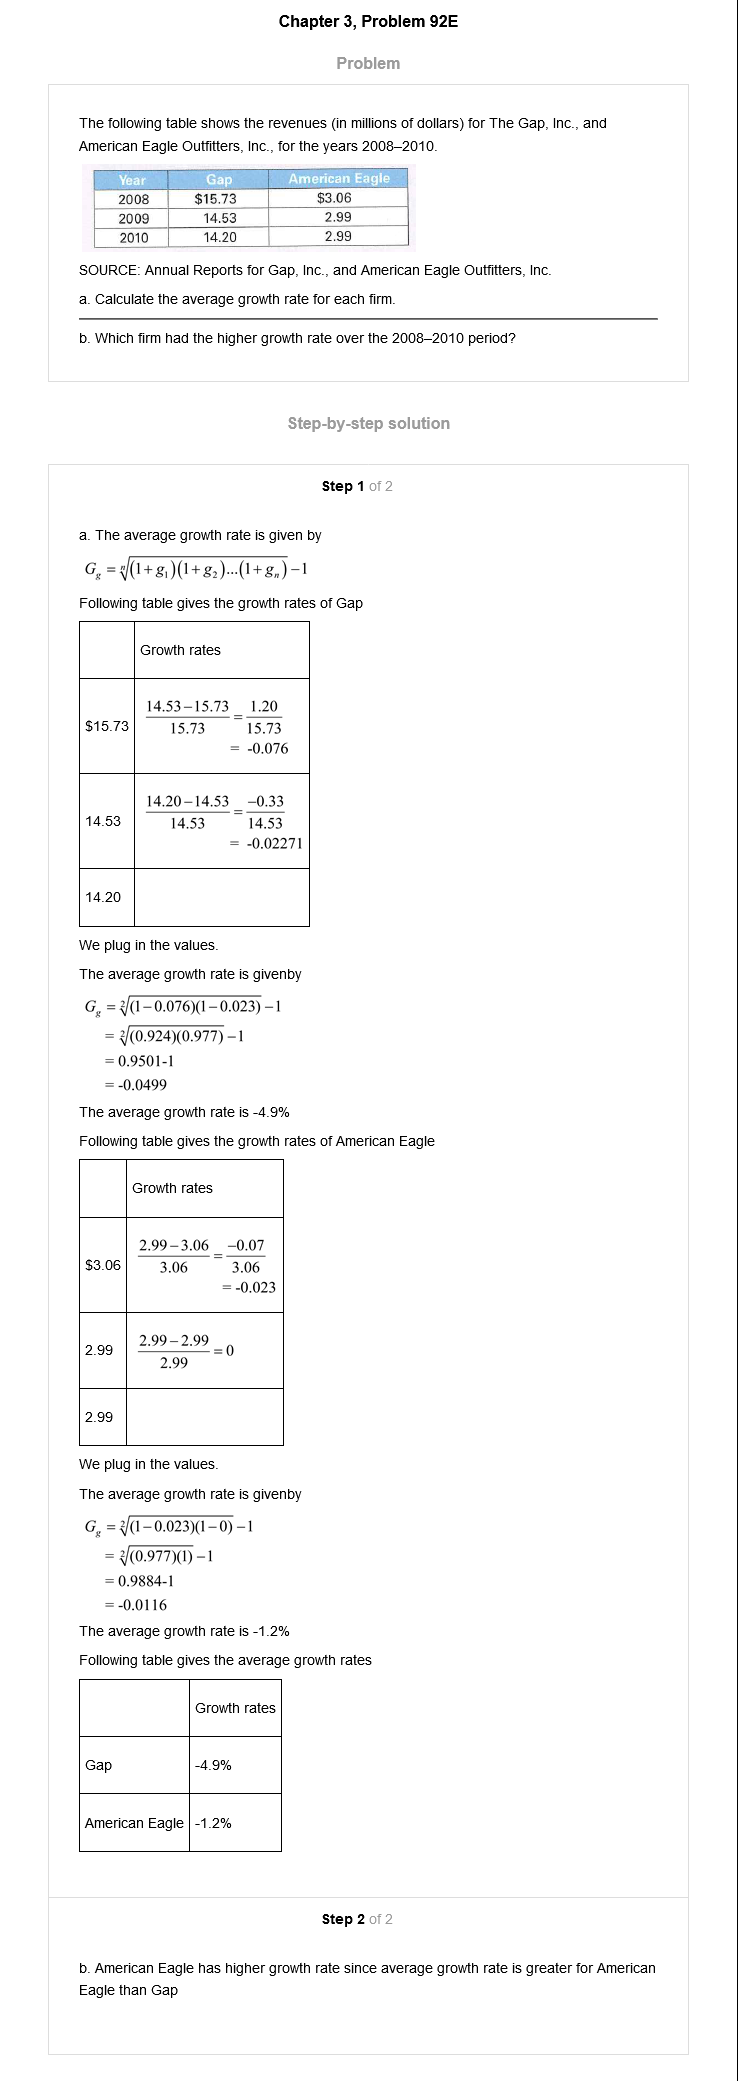 Chapter 3, Problem 92E
Problem
The following table shows the revenues (in millions of dollars) for The Gap, Inc., and
American Eagle Outfitters, Inc., for the years 2008–2010.
Year Gap American Eagle
2008 $15.73 $3.06
2009 14.53 2.99
2010 14.20 2.99
SOURCE: Annual Reports for Gap, Inc., and American Eagle Outfitters, Inc.
a. Calculate the average growth rate for each firm.
b. Which firm had the higher growth rate over the 2008–2010 period?
Step-by-step solution
Step 1 of 2
a. The average growth rate is given by
G_g = ⁿ√((1+g₁)(1+g₂)...(1+gₙ)) −1
Following table gives the growth rates of Gap
Growth rates
$15.73 (14.53−15.73)/15.73 = 1.20/15.73
= -0.076
14.53 (14.20−14.53)/14.53 = −0.33/14.53
= -0.02271
14.20
We plug in the values.
The average growth rate is givenby
G_g = ²√((1−0.076)(1−0.023)) −1
= ²√((0.924)(0.977)) −1
= 0.9501-1
= -0.0499
The average growth rate is -4.9%
Following table gives the growth rates of American Eagle
Growth rates
$3.06 (2.99−3.06)/3.06 = −0.07/3.06
= -0.023
2.99 (2.99−2.99)/2.99 = 0
2.99
We plug in the values.
The average growth rate is givenby
G_g = ²√((1−0.023)(1−0)) −1
= ²√((0.977)(1)) −1
= 0.9884-1
= -0.0116
The average growth rate is -1.2%
Following table gives the average growth rates
Growth rates
Gap -4.9%
American Eagle -1.2%
Step 2 of 2
b. American Eagle has higher growth rate since average growth rate is greater for American
Eagle than Gap